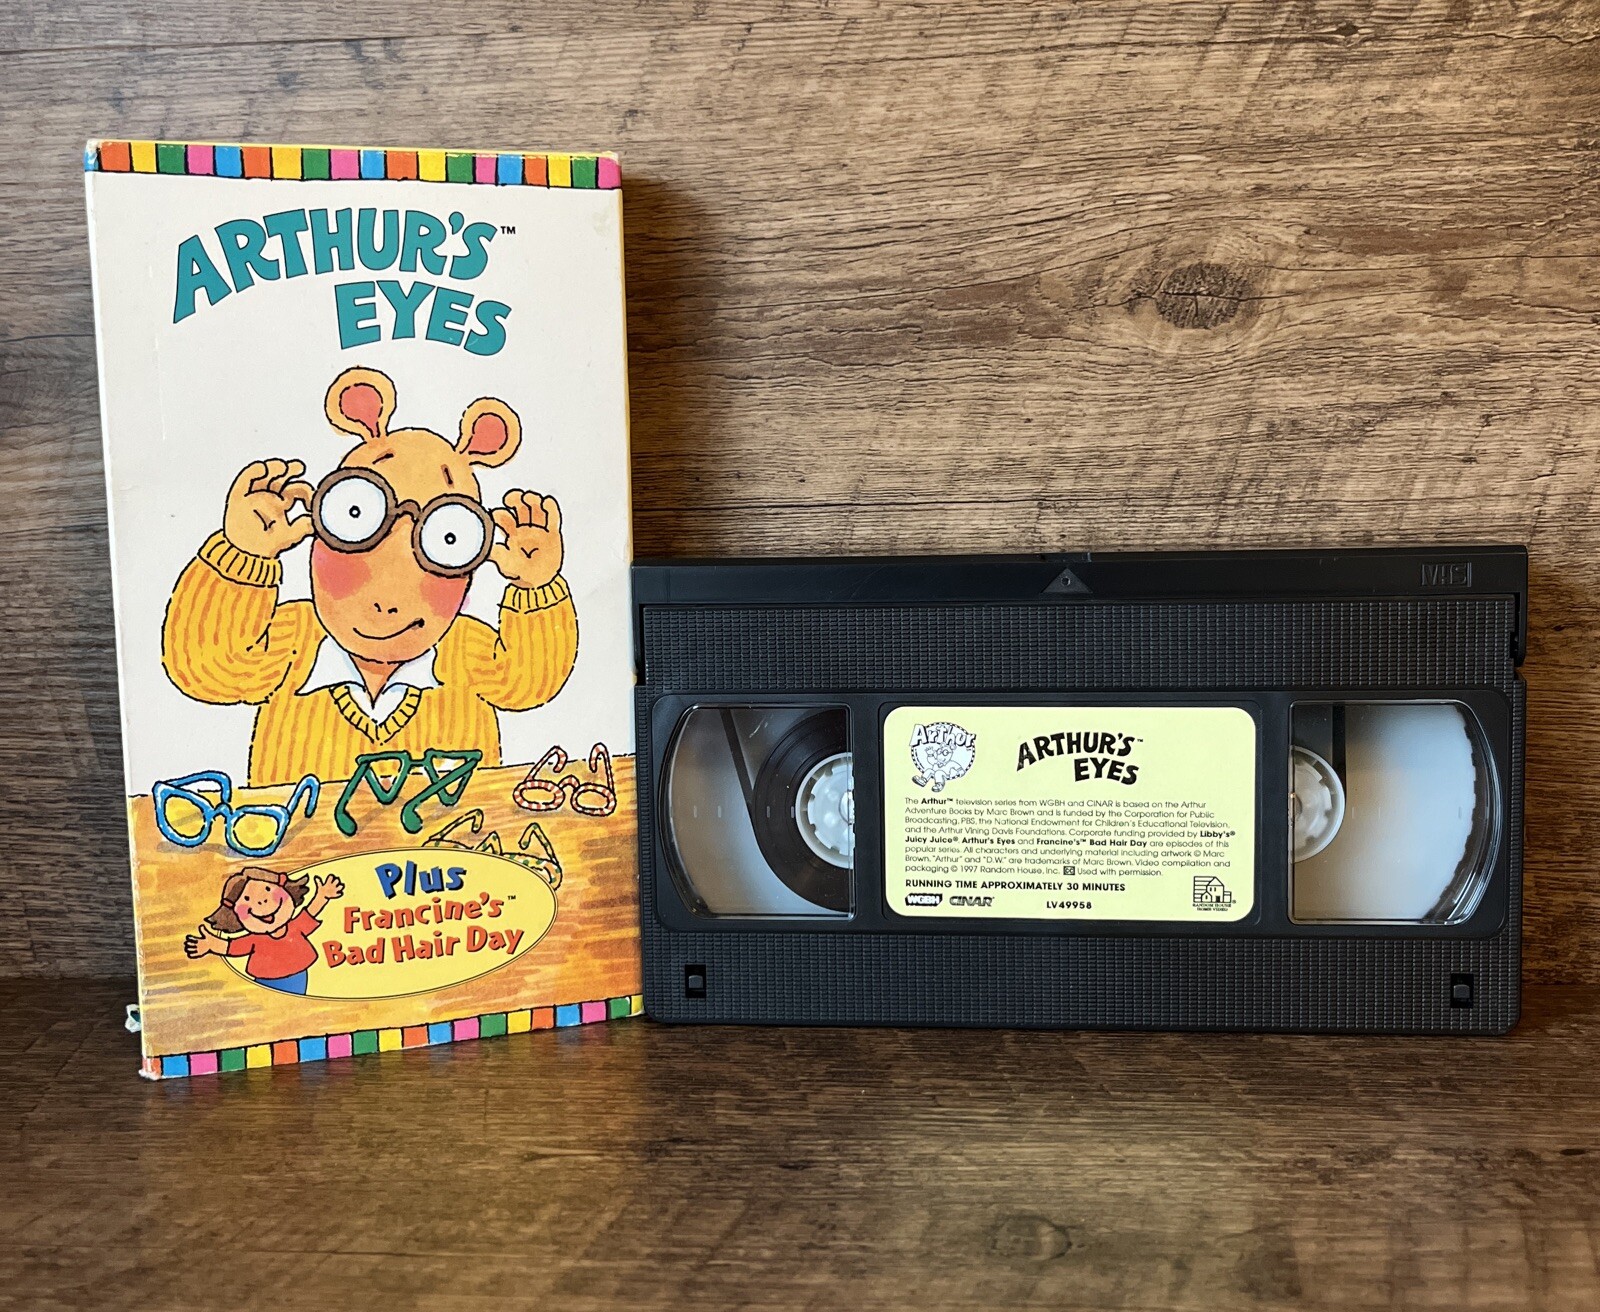 ARTHUR'S™
EYES
Plus
Francine's™
Bad Hair Day
VHS
ARTHUR
ARTHUR'S™
EYES
The Arthur™ television series from WGBH and CINAR is based on the Arthur
Adventure Books by Marc Brown and is funded by the Corporation for Public
Broadcasting, PBS, the National Endowment for Children's Educational Television,
and the Arthur Vining Davis Foundations. Corporate funding provided by Libby's®
Juicy Juice®. Arthur's Eyes and Francine's™ Bad Hair Day are episodes of this
popular series. All characters and underlying material including artwork © Marc
Brown. "Arthur" and "D.W." are trademarks of Marc Brown. Video compilation and
packaging © 1997 Random House, Inc. Used with permission.
RUNNING TIME APPROXIMATELY 30 MINUTES
WGBH CINAR LV49958
RANDOM HOUSE
HOME VIDEO